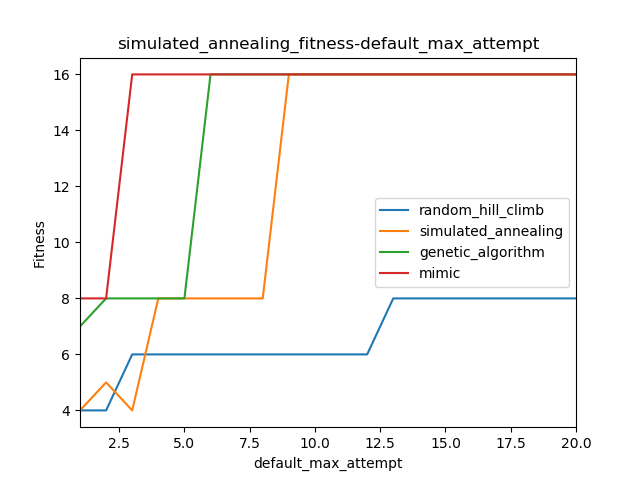 simulated_annealing_fitness-default_max_attempt
16
14
12
10
8
6
4
Fitness
random_hill_climb
simulated_annealing
genetic_algorithm
mimic
2.5 5.0 7.5 10.0 12.5 15.0 17.5 20.0
default_max_attempt